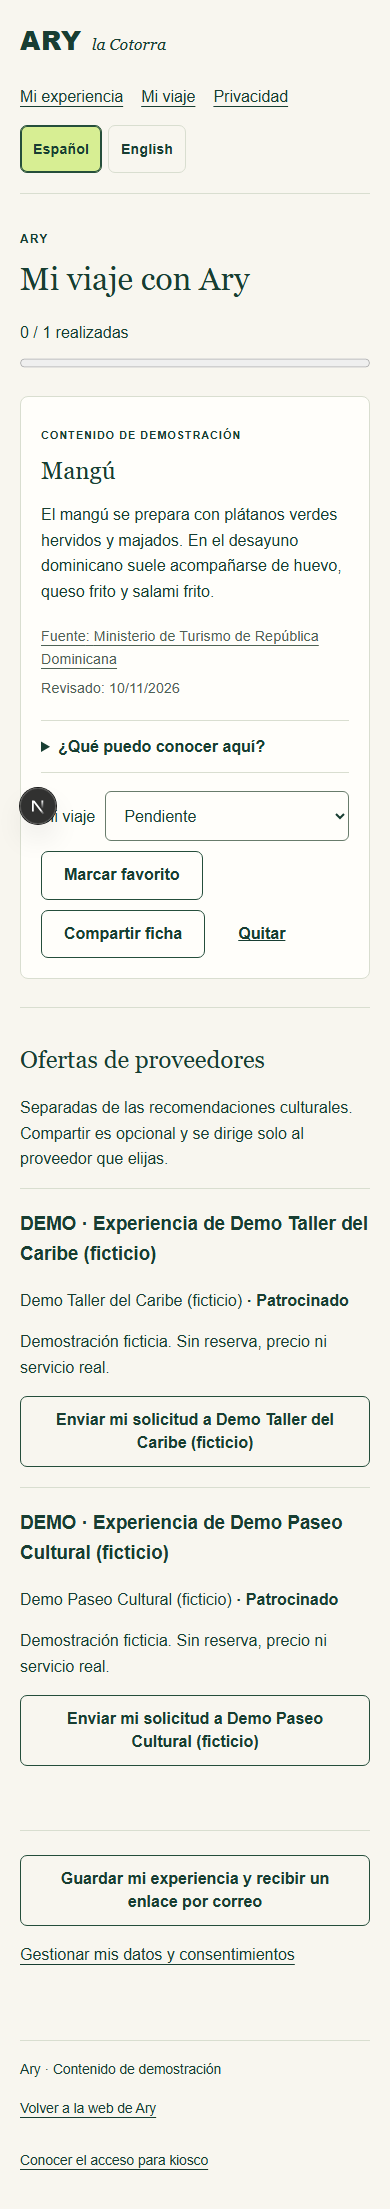 ARY la Cotorra
Mi experiencia Mi viaje Privacidad
Español English
ARY
Mi viaje con Ary
0 / 1 realizadas
CONTENIDO DE DEMOSTRACIÓN
Mangú
El mangú se prepara con plátanos verdes
hervidos y majados. En el desayuno
dominicano suele acompañarse de huevo,
queso frito y salami frito.
Fuente: Ministerio de Turismo de República
Dominicana
Revisado: 10/11/2026
¿Qué puedo conocer aquí?
N
viaje Pendiente
Marcar favorito
Compartir ficha Quitar
Ofertas de proveedores
Separadas de las recomendaciones culturales.
Compartir es opcional y se dirige solo al
proveedor que elijas.
DEMO · Experiencia de Demo Taller del
Caribe (ficticio)
Demo Taller del Caribe (ficticio) · Patrocinado
Demostración ficticia. Sin reserva, precio ni
servicio real.
Enviar mi solicitud a Demo Taller del
Caribe (ficticio)
DEMO · Experiencia de Demo Paseo
Cultural (ficticio)
Demo Paseo Cultural (ficticio) · Patrocinado
Demostración ficticia. Sin reserva, precio ni
servicio real.
Enviar mi solicitud a Demo Paseo
Cultural (ficticio)
Guardar mi experiencia y recibir un
enlace por correo
Gestionar mis datos y consentimientos
Ary · Contenido de demostración
Volver a la web de Ary
Conocer el acceso para kiosco